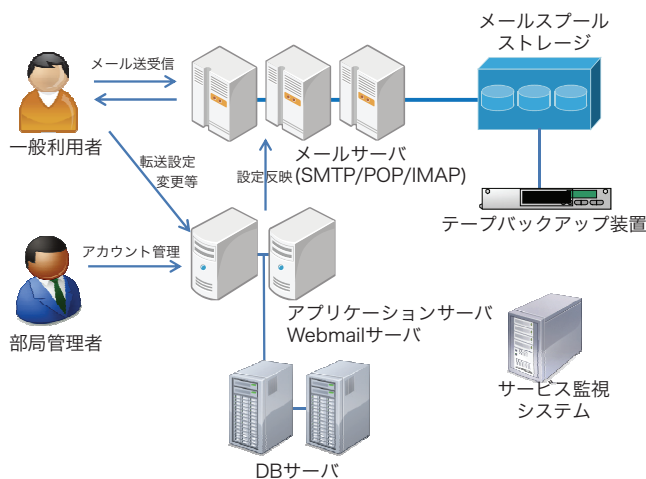 メールスプール
ストレージ
メール送受信
一般利用者
転送設定
変更等
設定反映
メールサーバ
(SMTP/POP/IMAP)
テープバックアップ装置
アカウント管理
部局管理者
アプリケーションサーバ
Webmailサーバ
サービス監視
システム
DBサーバ